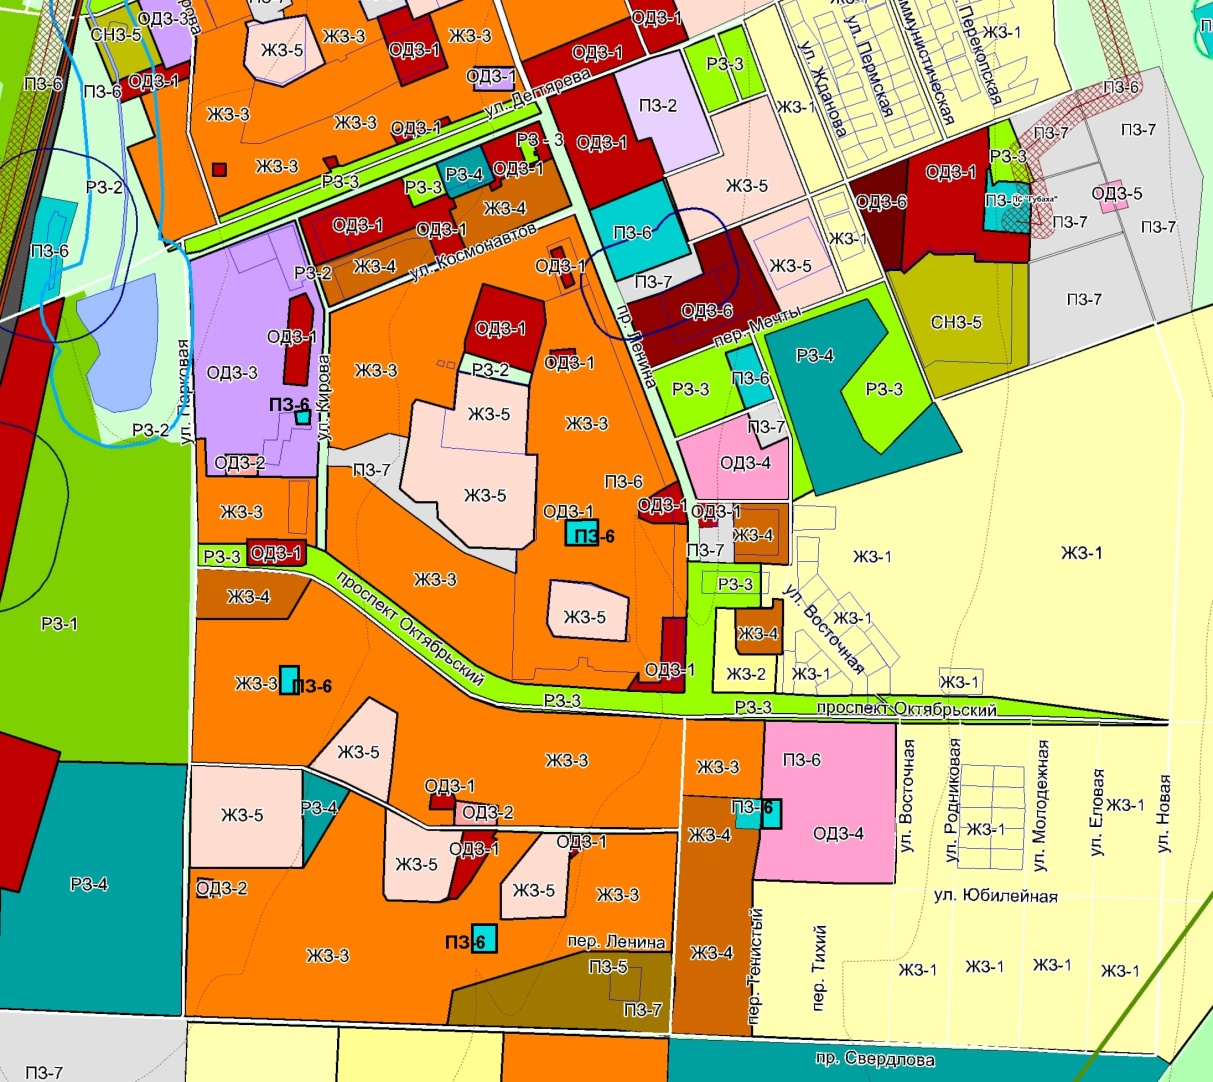 ОДЗ-3
ЖЗ-5
ЖЗ-3
ЖЗ-3
ОДЗ-1
ОДЗ-1
ЖЗ-1
СНЗ-5
ул. Пермская
ЖЗ-1
Перекопская
ул. Жданова
ОДЗ-1
РЗ-3
ПЗ-6
ПЗ-6
ОДЗ-1
ОДЗ-1
ул. Дегтярева
ПЗ-6
ПЗ-2
ЖЗ-1
ЖЗ-3
ЖЗ-3
ОДЗ-1
ПЗ-7
ПЗ-7
РЗ - 3
ОДЗ-1
ЖЗ-3
РЗ-3
РЗ-3
РЗ-4
ОДЗ-1
РЗ-3
ОДЗ-1
РЗ-2
ЖЗ-5
ОДЗ-5
ОДЗ-6
ПС "Губаха"
ЖЗ-4
ОДЗ-1
ОДЗ-1
ПЗ-7
ПЗ-7
ПЗ-6
ПЗ-6
ЖЗ-1
ул. Космонавтов
ЖЗ-4
ОДЗ-1
ЖЗ-5
РЗ-2
ПЗ-7
ПЗ-7
ОДЗ-6
пер. Мечты
СНЗ-5
ОДЗ-1
ОДЗ-1
пр. Ленина
РЗ-4
ул. Парковая
ОДЗ-3
ул. Кирова
ЖЗ-3
РЗ-2
ОДЗ-1
ПЗ-6
РЗ-3
РЗ-3
ПЗ-6
ЖЗ-5
ЖЗ-3
РЗ-2
ПЗ-7
ОДЗ-2
ПЗ-7
ОДЗ-4
ПЗ-6
ЖЗ-5
ОДЗ-1
ОДЗ-1
ОДЗ-1
ЖЗ-3
ПЗ-6
ЖЗ-4
ПЗ-7
РЗ-3
ОДЗ-1
ЖЗ-1
ЖЗ-1
проспект Октябрьский
ЖЗ-3
РЗ-3
ЖЗ-4
ЖЗ-5
ул. Восточная
ЖЗ-1
РЗ-1
ЖЗ-4
ОДЗ-1
ЖЗ-2
ЖЗ-1
ЖЗ-1
ЖЗ-3
ПЗ-6
РЗ-3
РЗ-3
проспект Октябрьский
ЖЗ-5
ЖЗ-3
ЖЗ-3
ПЗ-6
ул. Восточная
ул. Родниковая
ул. Молодежная
ул. Еловая
ул. Новая
ОДЗ-1
РЗ-4
ЖЗ-5
ОДЗ-2
ПЗ-6
ЖЗ-4
ОДЗ-4
ЖЗ-1
ЖЗ-1
ОДЗ-1
ОДЗ-1
ЖЗ-5
РЗ-4
ОДЗ-2
ЖЗ-5
ЖЗ-3
ул. Юбилейная
ПЗ-6
пер. Ленина
ЖЗ-3
ЖЗ-4
пер. Тенистый
пер. Тихий
ПЗ-5
ЖЗ-1
ЖЗ-1
ЖЗ-1
ЖЗ-1
ПЗ-7
пр. Свердлова
ПЗ-7